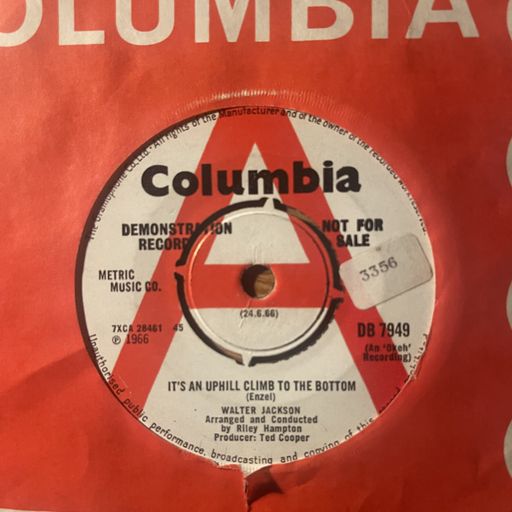 COLUMBIA
The Gramophone Co. Ltd. - All rights of the Manufacturer and of the owner of the recorded work
Columbia
DEMONSTRATION RECORD
NOT FOR SALE
3356
METRIC
MUSIC CO.
(24.6.66)
7XCA 28461 45
℗ 1966
DB 7949
(An 'Okeh'
Recording)
IT'S AN UPHILL CLIMB TO THE BOTTOM
(Enzel)
WALTER JACKSON
Arranged and Conducted
by Riley Hampton
Producer: Ted Cooper
Unauthorised public performance, broadcasting and copying of this